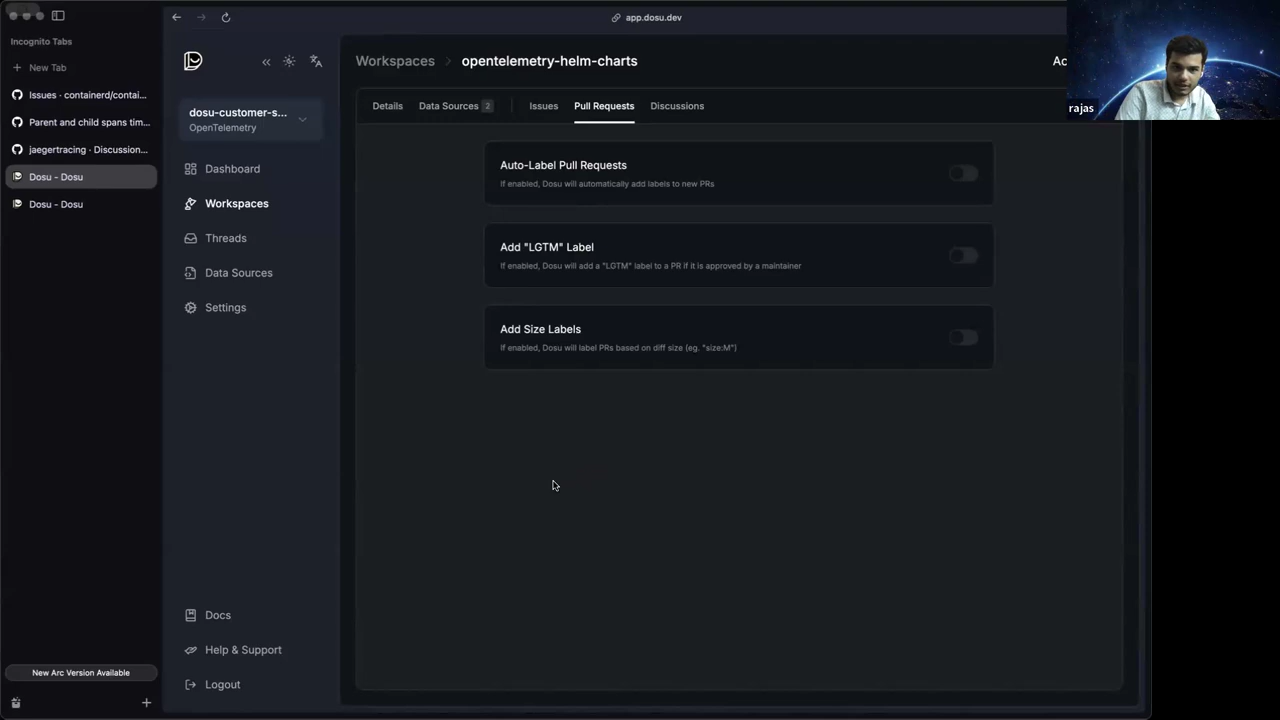 app.dosu.dev
Incognito Tabs
New Tab
Issues · containerd/contai...
Parent and child spans tim...
jaegertracing · Discussion...
Dosu – Dosu
Dosu – Dosu
New Arc Version Available
dosu-customer-s...
OpenTelemetry
Dashboard
Workspaces
Threads
Data Sources
Settings
Docs
Help & Support
Logout
Workspaces
opentelemetry-helm-charts
Details
Data Sources 2
Issues
Pull Requests
Discussions
Auto-Label Pull Requests
If enabled, Dosu will automatically add labels to new PRs
Add "LGTM" Label
If enabled, Dosu will add a "LGTM" label to a PR if it is approved by a maintainer
Add Size Labels
If enabled, Dosu will label PRs based on diff size (eg. "size:M")
rajas